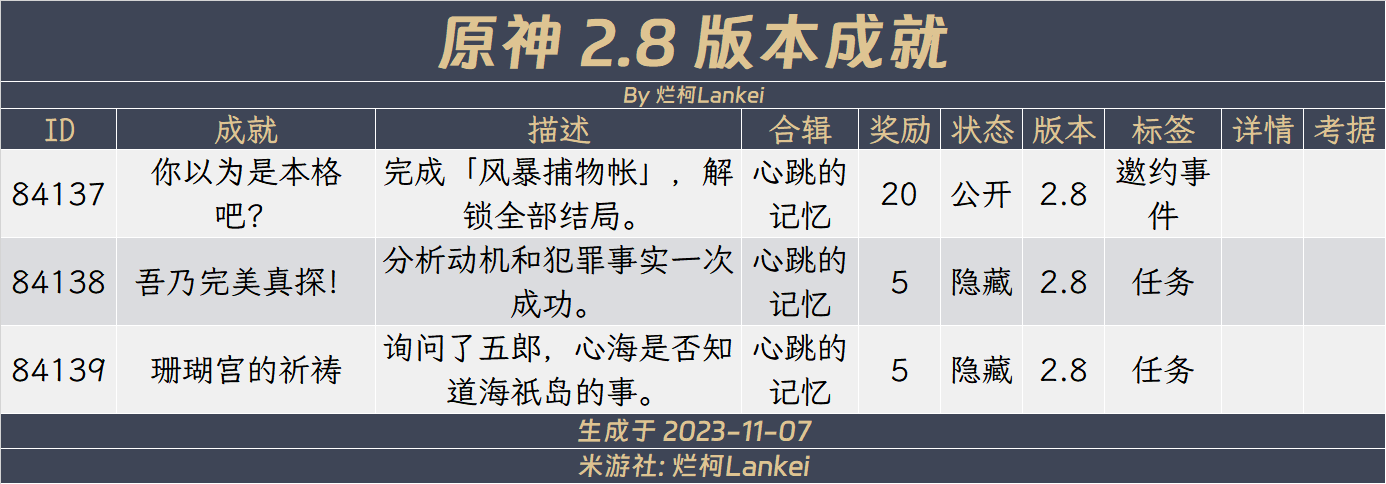 原神 2.8 版本成就
By 烂柯Lankei
ID 成就 描述 合辑 奖励 状态 版本 标签 详情 考据
84137 你以为是本格吧? 完成「风暴捕物帐」，解锁全部结局。 心跳的记忆 20 公开 2.8 邀约事件
84138 吾乃完美真探! 分析动机和犯罪事实一次成功。 心跳的记忆 5 隐藏 2.8 任务
84139 珊瑚宫的祈祷 询问了五郎，心海是否知道海祇岛的事。 心跳的记忆 5 隐藏 2.8 任务
生成于 2023-11-07
米游社: 烂柯Lankei